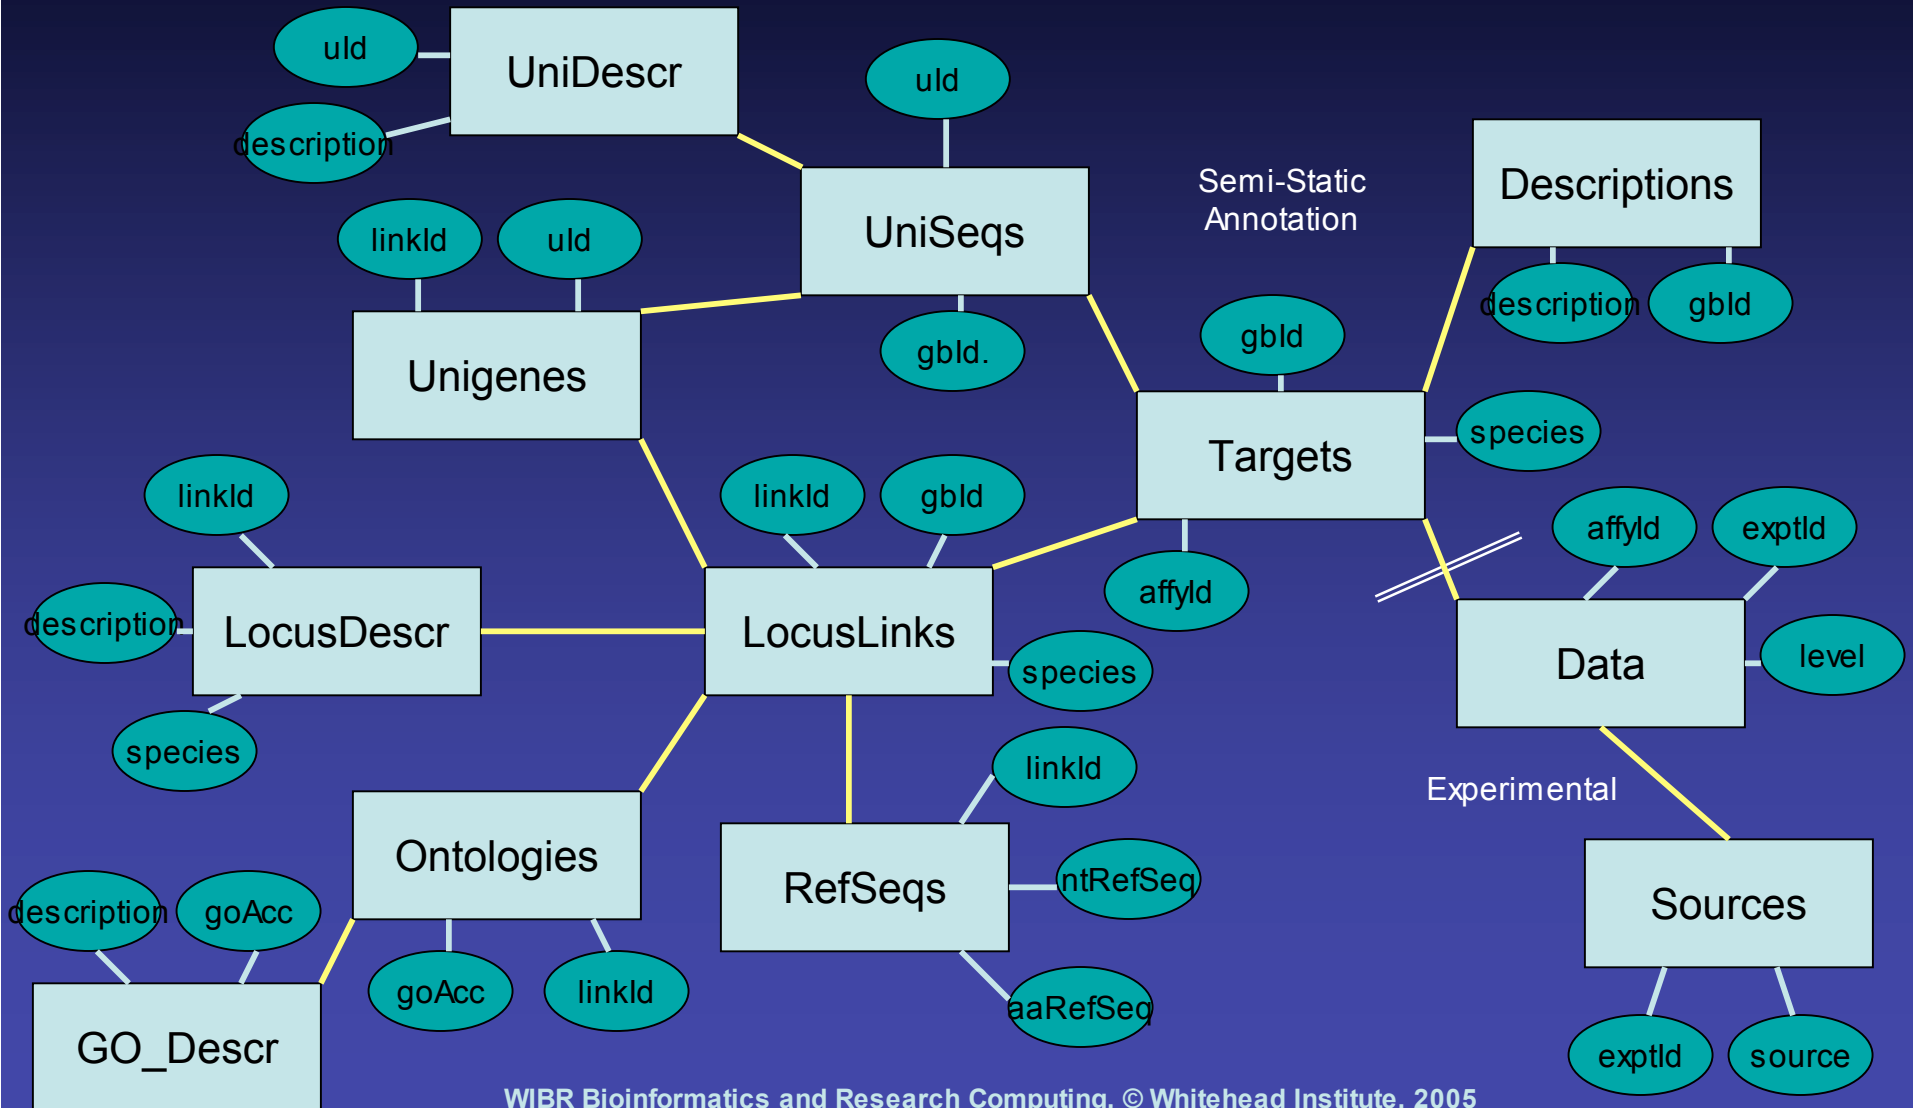 uId
UniDescr
uId
description
Descriptions
Semi-Static
Annotation
UniSeqs
linkId
uId
description
gbId
gbId
gbId.
Unigenes
species
Targets
linkId
linkId
gbId
affyId
exptId
affyId
description
LocusDescr
LocusLinks
species
level
Data
species
linkId
Experimental
Ontologies
ntRefSeq
RefSeqs
Sources
description
goAcc
goAcc
linkId
aaRefSeq
GO_Descr
exptId
source
WIBR Bioinformatics and Research Computing, © Whitehead Institute, 2005